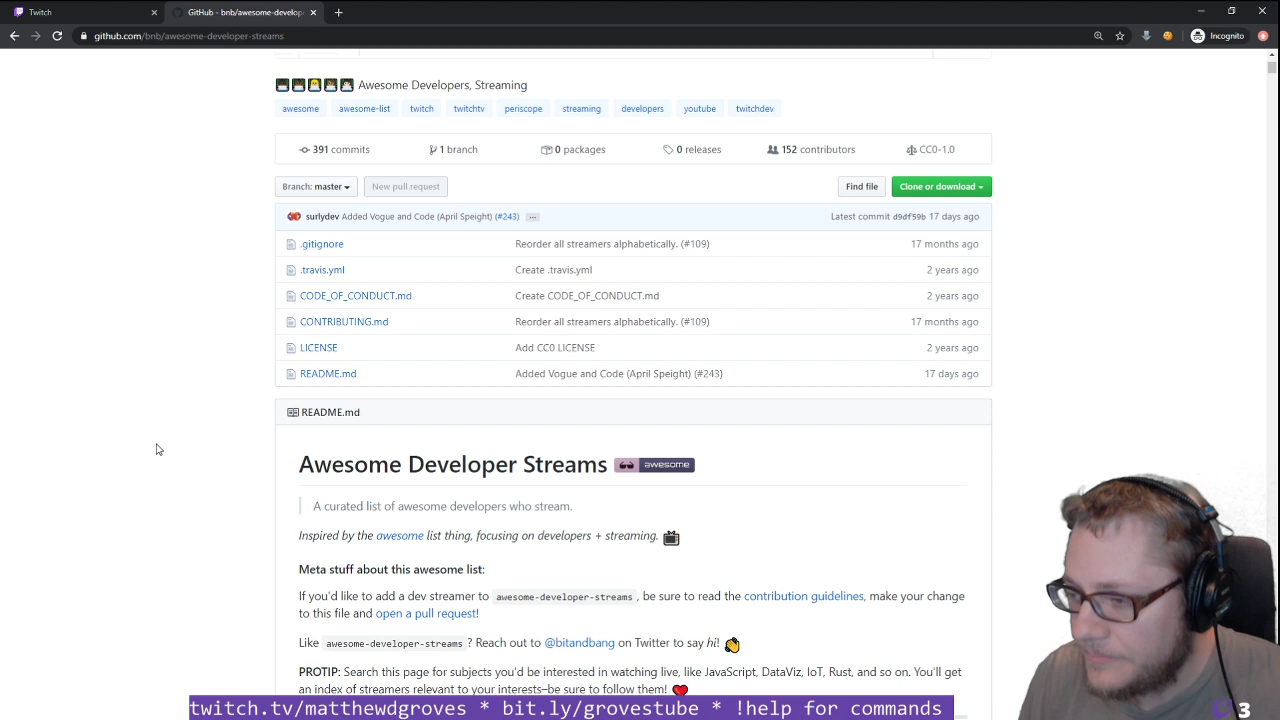 Twitch
GitHub - bnb/awesome-develop
github.com/bnb/awesome-developer-streams
Incognito
Awesome Developers, Streaming
awesome awesome-list twitch twitchtv periscope streaming developers youtube twitchdev
391 commits 1 branch 0 packages 0 releases 152 contributors CC0-1.0
Branch: master New pull request Find file Clone or download
surlydev Added Vogue and Code (April Speight) (#243) ... Latest commit d9df59b 17 days ago
.gitignore Reorder all streamers alphabetically. (#109) 17 months ago
.travis.yml Create .travis.yml 2 years ago
CODE_OF_CONDUCT.md Create CODE_OF_CONDUCT.md 2 years ago
CONTRIBUTING.md Reorder all streamers alphabetically. (#109) 17 months ago
LICENSE Add CC0 LICENSE 2 years ago
README.md Added Vogue and Code (April Speight) (#243) 17 days ago
README.md
Awesome Developer Streams awesome
A curated list of awesome developers who stream.
Inspired by the awesome list thing, focusing on developers + streaming.
Meta stuff about this awesome list:
If you'd like to add a dev streamer to awesome-developer-streams, be sure to read the contribution guidelines, make your change
to this file and open a pull request!
Like awesome-developer-streams? Reach out to @bitandbang on Twitter to say hi!
PROTIP: Search this page for subjects you'd be interested in watching live, like JavaScript, DataViz, IoT, Rust, and so on. You'll get
an index of streamers relevant to your interests–be sure to follow them!
twitch.tv/matthewdgroves * bit.ly/grovestube * !help for commands
3